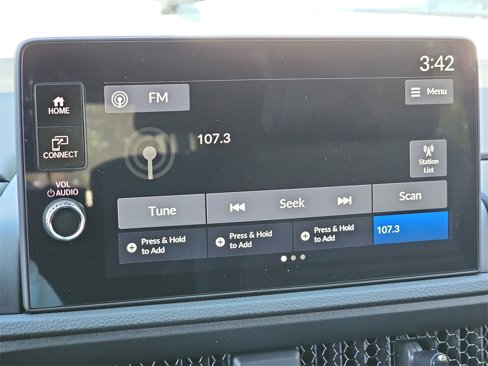 3:42
HOME
FM
Menu
CONNECT
107.3
Station
List
VOL
AUDIO
Tune
Seek
Scan
Press & Hold
to Add
Press & Hold
to Add
Press & Hold
to Add
107.3